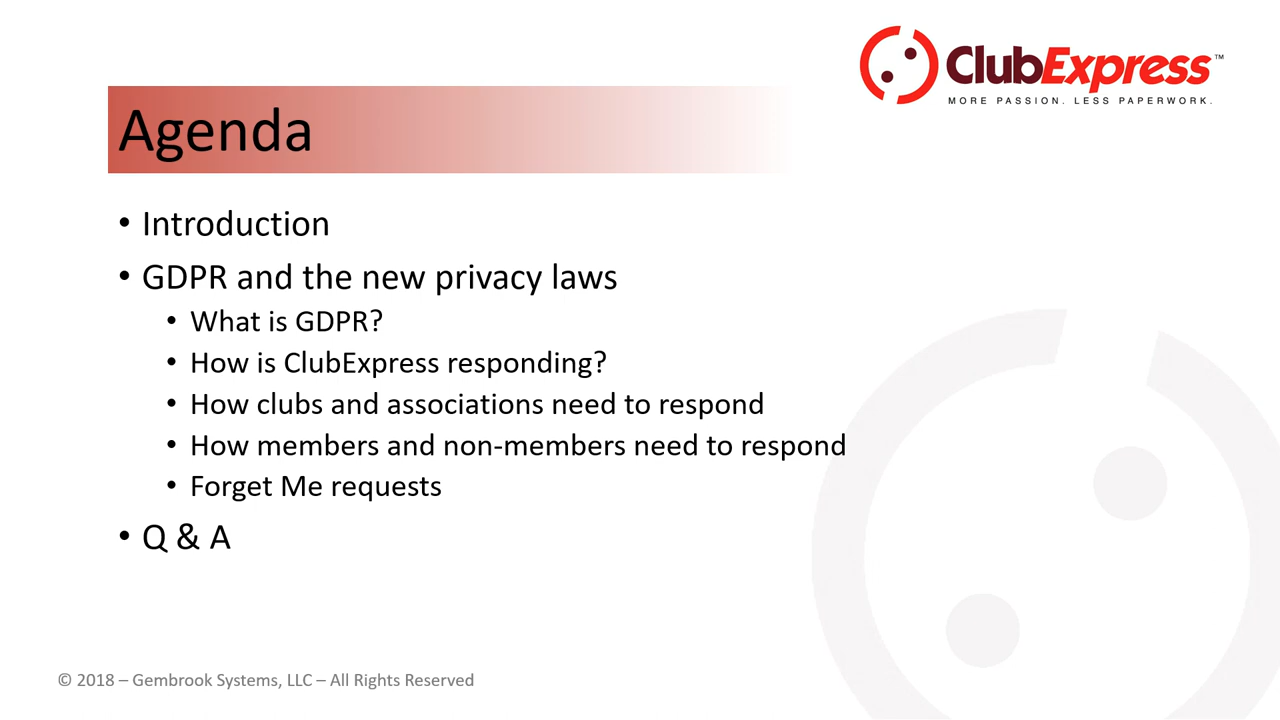 ClubExpress™
MORE PASSION. LESS PAPERWORK.
Agenda
• Introduction
• GDPR and the new privacy laws
• What is GDPR?
• How is ClubExpress responding?
• How clubs and associations need to respond
• How members and non-members need to respond
• Forget Me requests
• Q & A
© 2018 – Gembrook Systems, LLC – All Rights Reserved